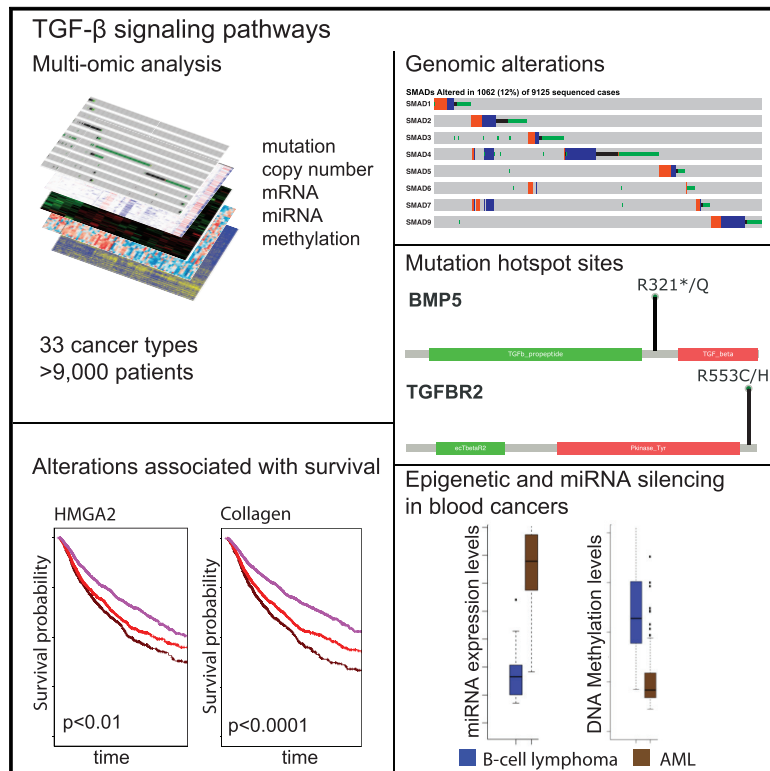 TGF-β signaling pathways
Multi-omic analysis
mutation
copy number
mRNA
miRNA
methylation
33 cancer types
>9,000 patients
Genomic alterations
SMADs Altered in 1062 (12%) of 9125 sequenced cases
SMAD1
SMAD2
SMAD3
SMAD4
SMAD5
SMAD6
SMAD7
SMAD9
Mutation hotspot sites
BMP5
R321*/Q
TGFb_propeptide
TGF_beta
TGFBR2
R553C/H
ecTbetaR2
Pkinase_Tyr
Alterations associated with survival
HMGA2
Survival probability
p<0.01
time
Collagen
Survival probability
p<0.0001
time
Epigenetic and miRNA silencing
in blood cancers
miRNA expression levels
DNA Methylation levels
B-cell lymphoma
AML